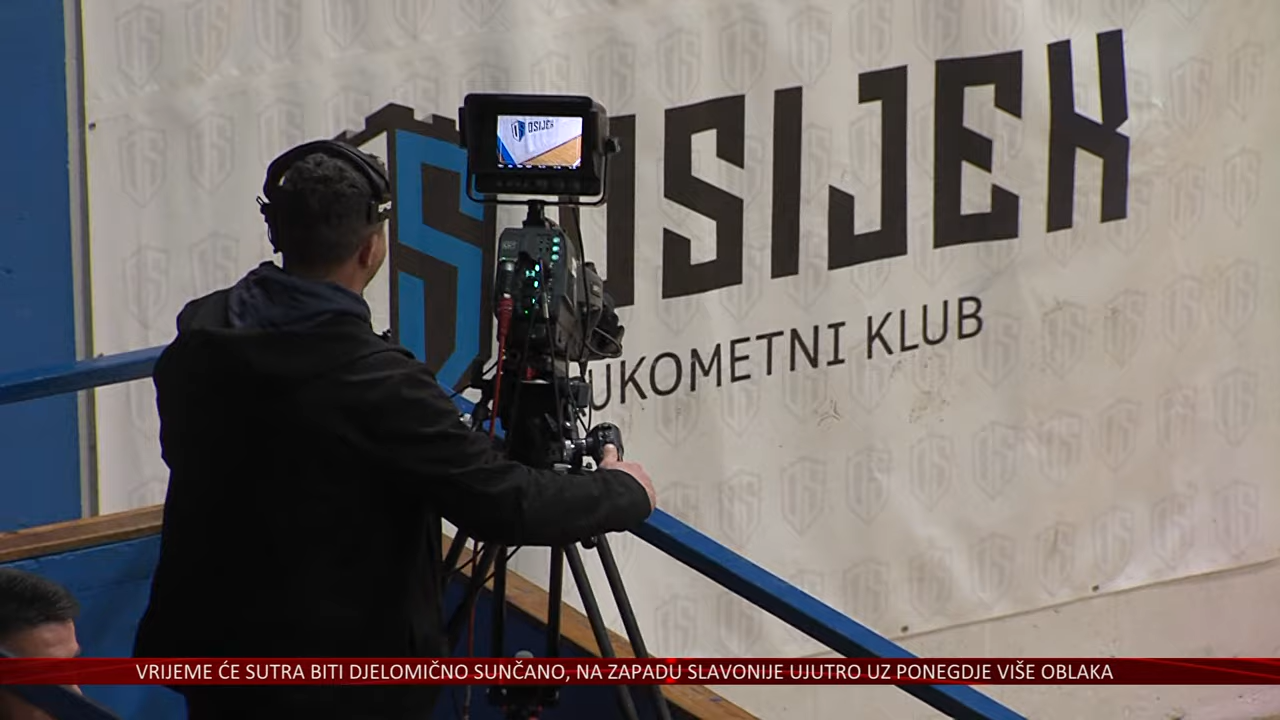 OSIJEK
OSIJEK
UKOMETNI KLUB
VRIJEME ĆE SUTRA BITI DJELOMIČNO SUNČANO, NA ZAPADU SLAVONIJE UJUTRO UZ PONEGDJE VIŠE OBLAKA